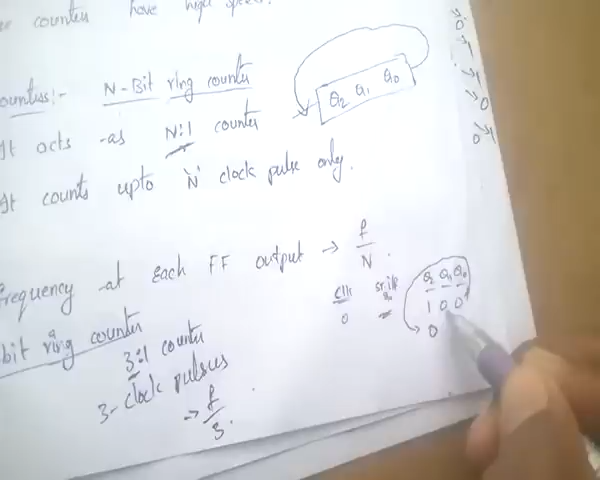 counters have high speed.
ounters:- N-Bit ring counter
Q2 Q1 Q0
It acts as N:1 counter
It counts upto 'N' clock pulse only.
frequency at each FF output → f/N.
Clk Q2 Q1 Q0
0 1 0 0
0
bit ring counter
3:1 counter
3- clock pulses
→ f/3.